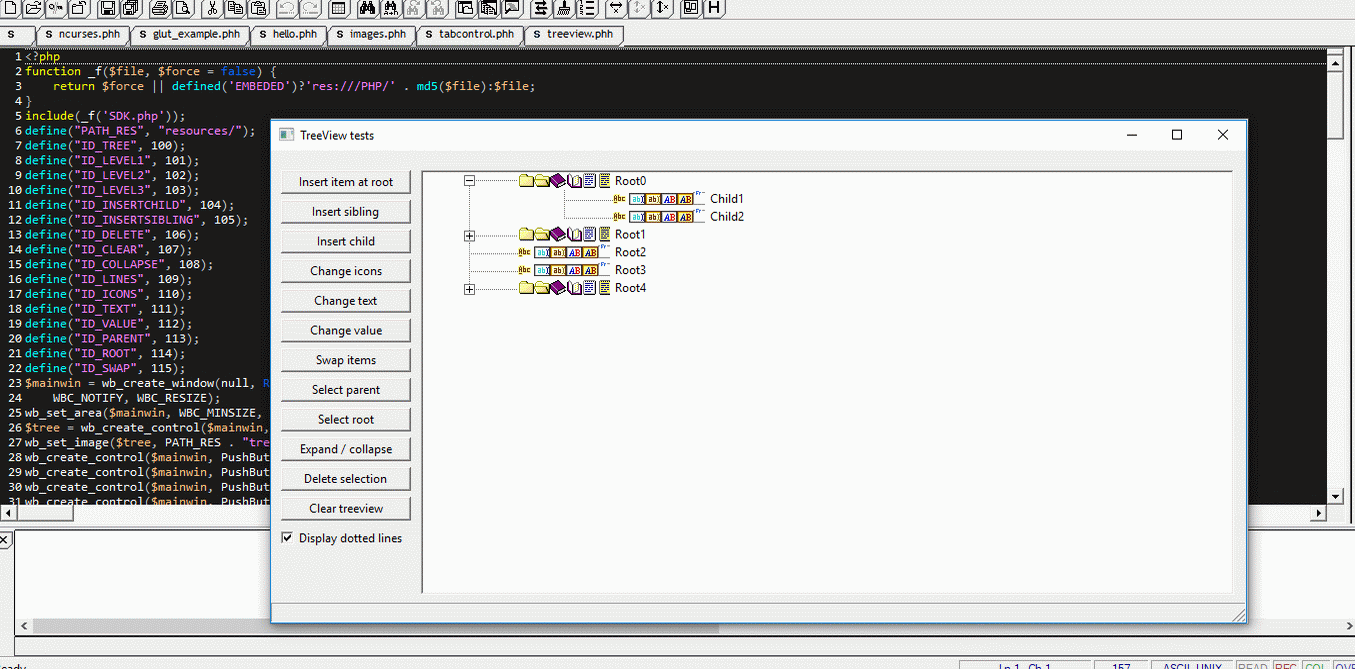 S
S ncurses.phh
S glut_example.phh
S hello.phh
S images.phh
S tabcontrol.phh
S treeview.phh
1 <?php
2 function _f($file, $force = false) {
3 return $force || defined('EMBEDED')?'res:///PHP/' . md5($file):$file;
4 }
5 include(_f('SDK.php'));
6 define("PATH_RES", "resources/");
7 define("ID_TREE", 100);
8 define("ID_LEVEL1", 101);
9 define("ID_LEVEL2", 102);
10 define("ID_LEVEL3", 103);
11 define("ID_INSERTCHILD", 104);
12 define("ID_INSERTSIBLING", 105);
13 define("ID_DELETE", 106);
14 define("ID_CLEAR", 107);
15 define("ID_COLLAPSE", 108);
16 define("ID_LINES", 109);
17 define("ID_ICONS", 110);
18 define("ID_TEXT", 111);
19 define("ID_VALUE", 112);
20 define("ID_PARENT", 113);
21 define("ID_ROOT", 114);
22 define("ID_SWAP", 115);
23 $mainwin = wb_create_window(null, R
24 WBC_NOTIFY, WBC_RESIZE);
25 wb_set_area($mainwin, WBC_MINSIZE,
26 $tree = wb_create_control($mainwin,
27 wb_set_image($tree, PATH_RES . "tre
28 wb_create_control($mainwin, PushBut
29 wb_create_control($mainwin, PushBut
30 wb_create_control($mainwin, PushBut
31 wb_create_control($mainwin, PushBut
TreeView tests
Insert item at root
Insert sibling
Insert child
Change icons
Change text
Change value
Swap items
Select parent
Select root
Expand / collapse
Delete selection
Clear treeview
Display dotted lines
Root0
Child1
Child2
Root1
Root2
Root3
Root4
Ln 1, Ch 1
157
ASCII, UNIX
READ
REC
COL
OVR